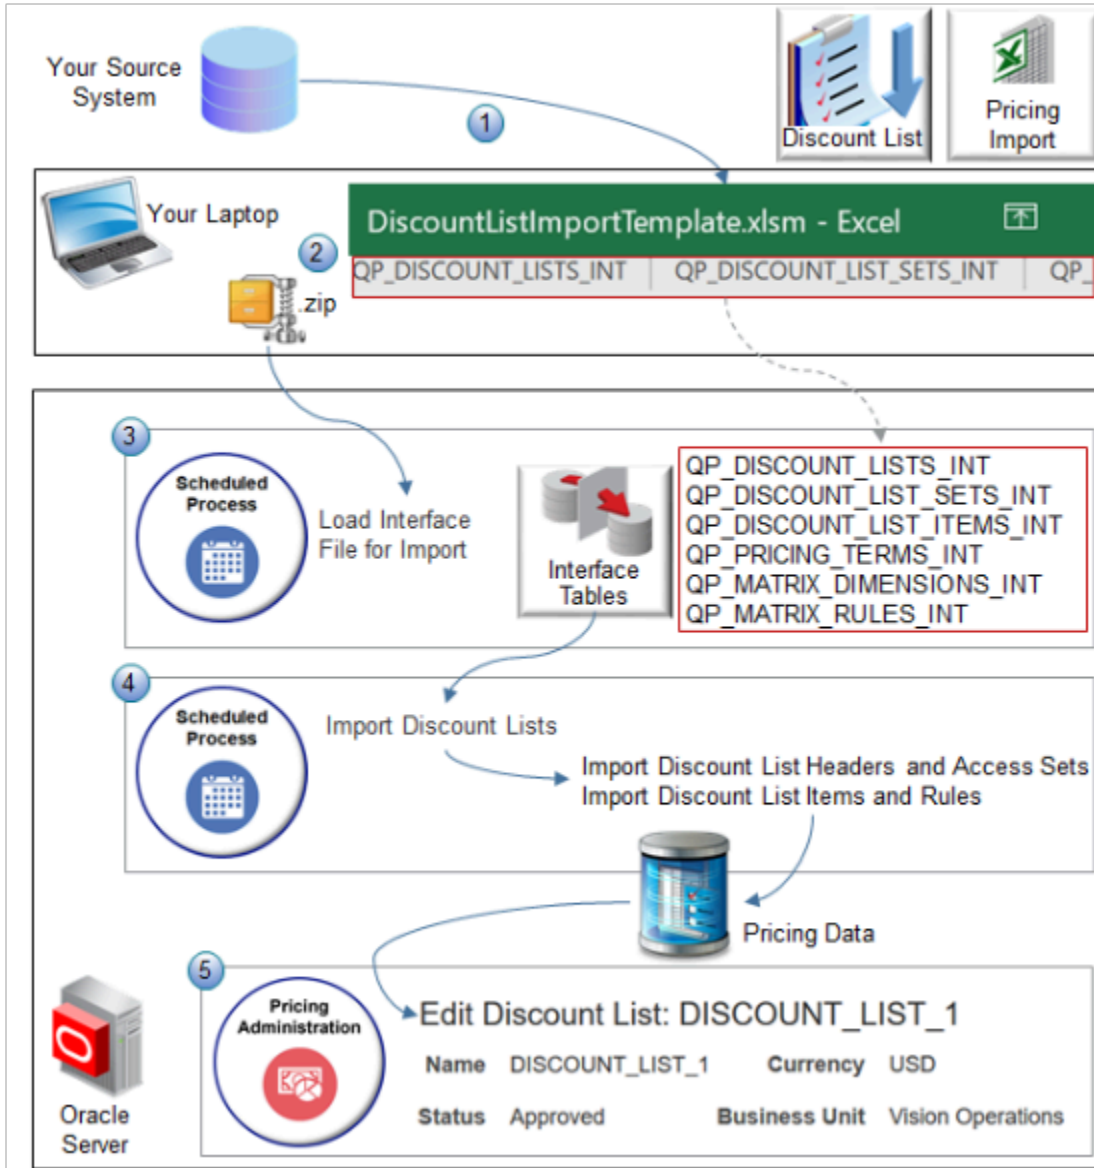 Your Source
System
1
Discount List
Pricing
Import
Your Laptop
DiscountListImportTemplate.xlsm - Excel
2
QP_DISCOUNT_LISTS_INT
QP_DISCOUNT_LIST_SETS_INT
QP_
.zip
3
Scheduled
Process
Load Interface
File for Import
Interface
Tables
QP_DISCOUNT_LISTS_INT
QP_DISCOUNT_LIST_SETS_INT
QP_DISCOUNT_LIST_ITEMS_INT
QP_PRICING_TERMS_INT
QP_MATRIX_DIMENSIONS_INT
QP_MATRIX_RULES_INT
4
Scheduled
Process
Import Discount Lists
Import Discount List Headers and Access Sets
Import Discount List Items and Rules
Pricing Data
5
Pricing
Administration
Edit Discount List: DISCOUNT_LIST_1
Name DISCOUNT_LIST_1 Currency USD
Status Approved Business Unit Vision Operations
Oracle
Server